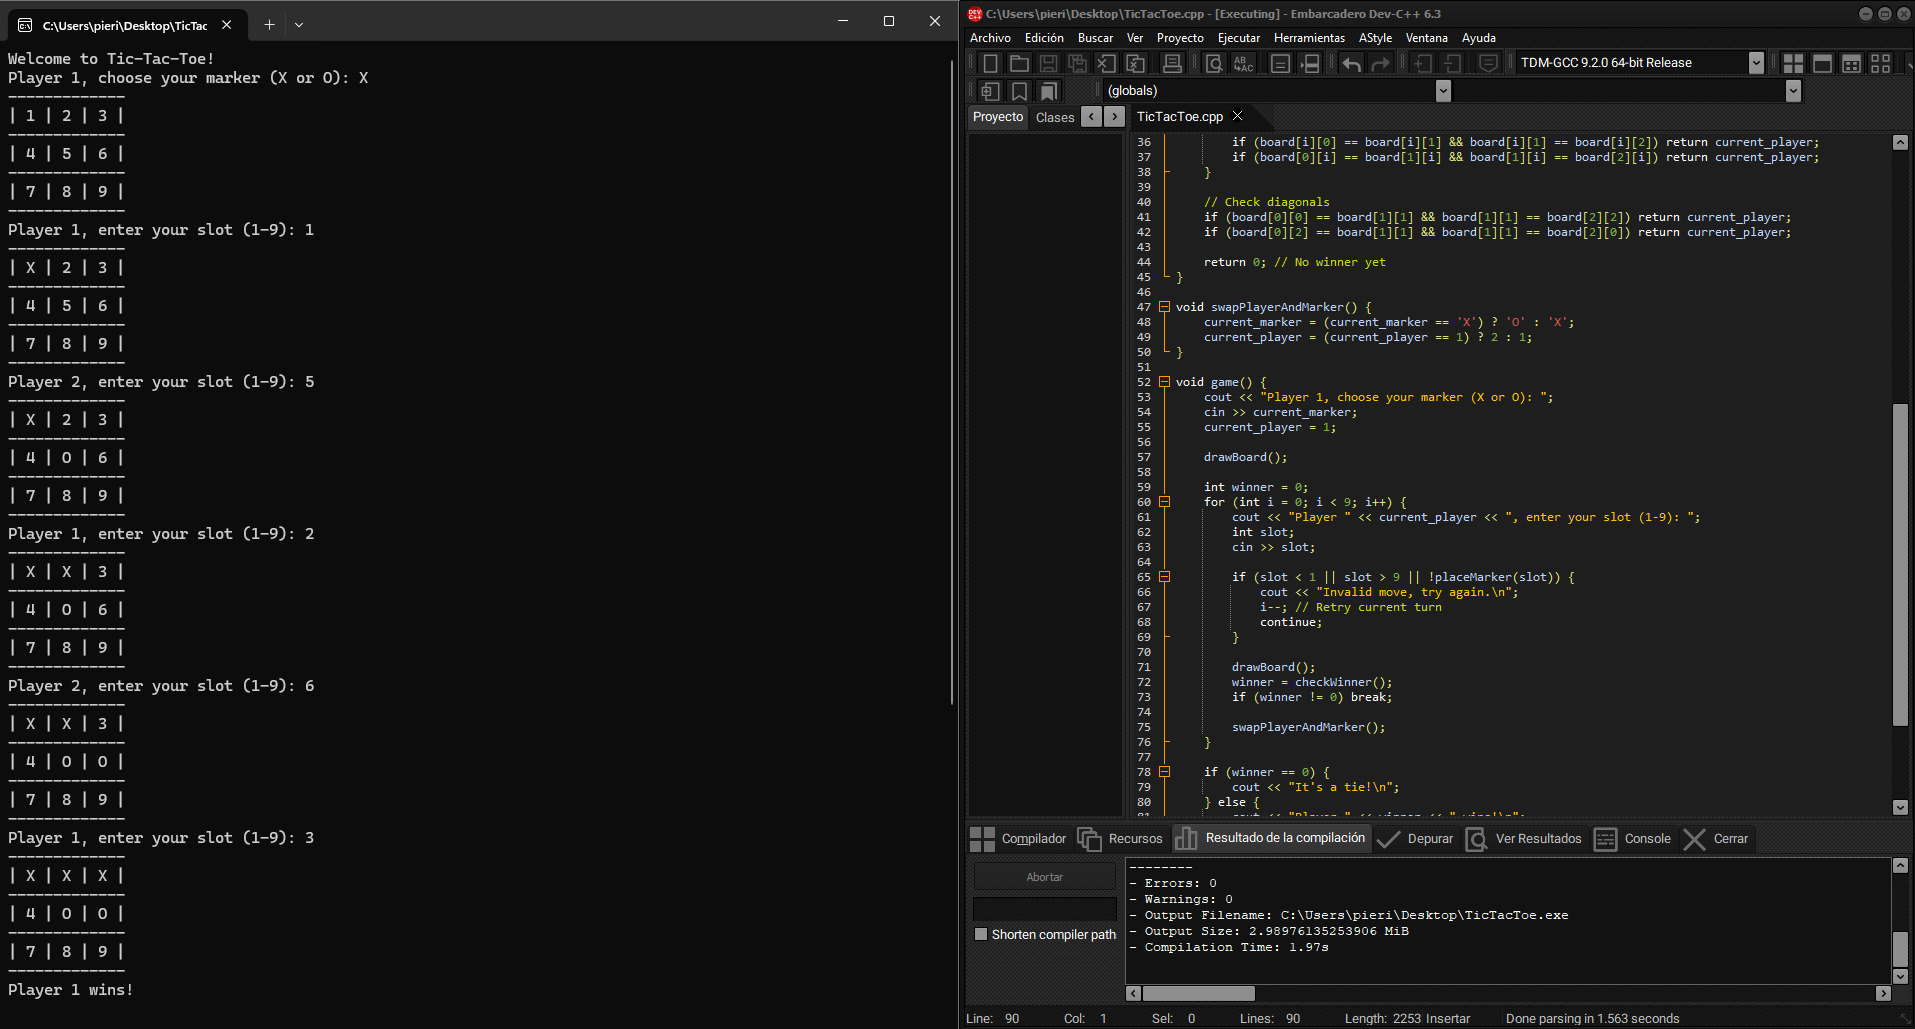 C:\Users\pieri\Desktop\TicTac
Welcome to Tic-Tac-Toe!
Player 1, choose your marker (X or O): X
-------------
| 1 | 2 | 3 |
-------------
| 4 | 5 | 6 |
-------------
| 7 | 8 | 9 |
-------------
Player 1, enter your slot (1-9): 1
-------------
| X | 2 | 3 |
-------------
| 4 | 5 | 6 |
-------------
| 7 | 8 | 9 |
-------------
Player 2, enter your slot (1-9): 5
-------------
| X | 2 | 3 |
-------------
| 4 | O | 6 |
-------------
| 7 | 8 | 9 |
-------------
Player 1, enter your slot (1-9): 2
-------------
| X | X | 3 |
-------------
| 4 | O | 6 |
-------------
| 7 | 8 | 9 |
-------------
Player 2, enter your slot (1-9): 6
-------------
| X | X | 3 |
-------------
| 4 | O | O |
-------------
| 7 | 8 | 9 |
-------------
Player 1, enter your slot (1-9): 3
-------------
| X | X | X |
-------------
| 4 | O | O |
-------------
| 7 | 8 | 9 |
-------------
Player 1 wins!
DEV C++ C:\Users\pieri\Desktop\TicTacToe.cpp - [Executing] - Embarcadero Dev-C++ 6.3
Archivo Edición Buscar Ver Proyecto Ejecutar Herramientas AStyle Ventana Ayuda
TDM-GCC 9.2.0 64-bit Release
(globals)
Proyecto Clases TicTacToe.cpp
36 if (board[i][0] == board[i][1] && board[i][1] == board[i][2]) return current_player;
37 if (board[0][i] == board[1][i] && board[1][i] == board[2][i]) return current_player;
38 }
39
40 // Check diagonals
41 if (board[0][0] == board[1][1] && board[1][1] == board[2][2]) return current_player;
42 if (board[0][2] == board[1][1] && board[1][1] == board[2][0]) return current_player;
43
44 return 0; // No winner yet
45 }
46
47 void swapPlayerAndMarker() {
48 current_marker = (current_marker == 'X') ? 'O' : 'X';
49 current_player = (current_player == 1) ? 2 : 1;
50 }
51
52 void game() {
53 cout << "Player 1, choose your marker (X or O): ";
54 cin >> current_marker;
55 current_player = 1;
56
57 drawBoard();
58
59 int winner = 0;
60 for (int i = 0; i < 9; i++) {
61 cout << "Player " << current_player << ", enter your slot (1-9): ";
62 int slot;
63 cin >> slot;
64
65 if (slot < 1 || slot > 9 || !placeMarker(slot)) {
66 cout << "Invalid move, try again.\n";
67 i--; // Retry current turn
68 continue;
69 }
70
71 drawBoard();
72 winner = checkWinner();
73 if (winner != 0) break;
74
75 swapPlayerAndMarker();
76 }
77
78 if (winner == 0) {
79 cout << "It's a tie!\n";
80 } else {
81 cout << "Player " << winner << " wins!\n";
Compilador Recursos Resultado de la compilación Depurar Ver Resultados Console Cerrar
Abortar
Shorten compiler path
--------
- Errors: 0
- Warnings: 0
- Output Filename: C:\Users\pieri\Desktop\TicTacToe.exe
- Output Size: 2.98976135253906 MiB
- Compilation Time: 1.97s
Line: 90 Col: 1 Sel: 0 Lines: 90 Length: 2253 Insertar Done parsing in 1.563 seconds